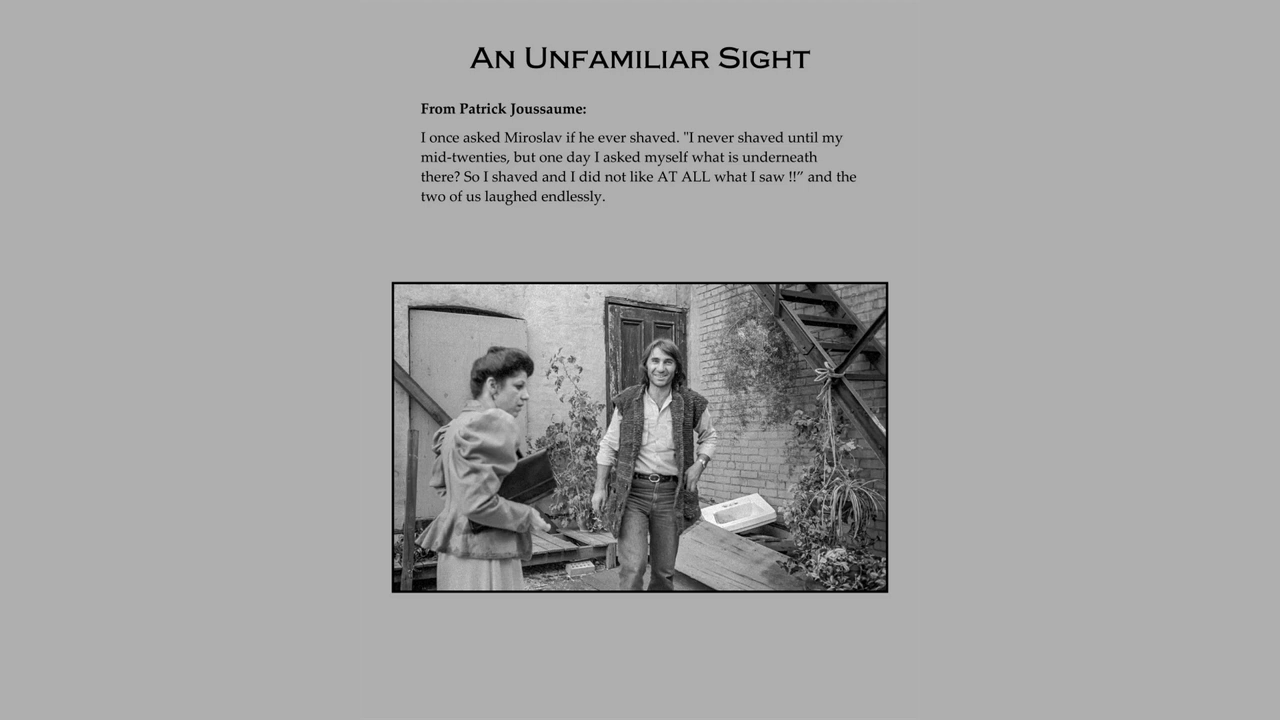 An Unfamiliar Sight
From Patrick Joussaume:
I once asked Miroslav if he ever shaved. "I never shaved until my
mid-twenties, but one day I asked myself what is underneath
there? So I shaved and I did not like AT ALL what I saw !!” and the
two of us laughed endlessly.